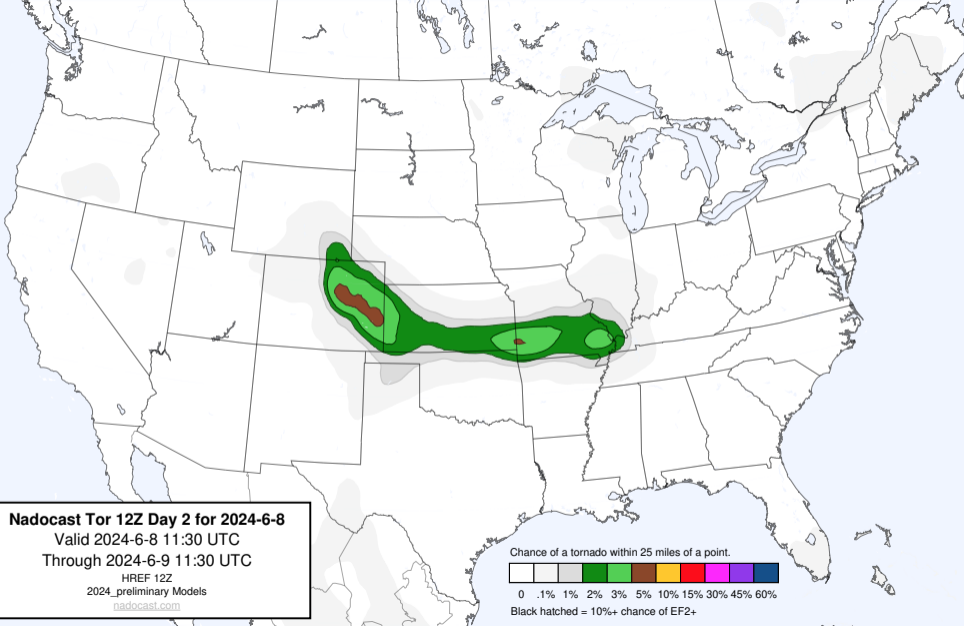 Nadocast Tor 12Z Day 2 for 2024-6-8
Valid 2024-6-8 11:30 UTC
Through 2024-6-9 11:30 UTC
HREF 12Z
2024_preliminary Models
nadocast.com
Chance of a tornado within 25 miles of a point.
0 .1% 1% 2% 3% 5% 10% 15% 30% 45% 60%
Black hatched = 10%+ chance of EF2+